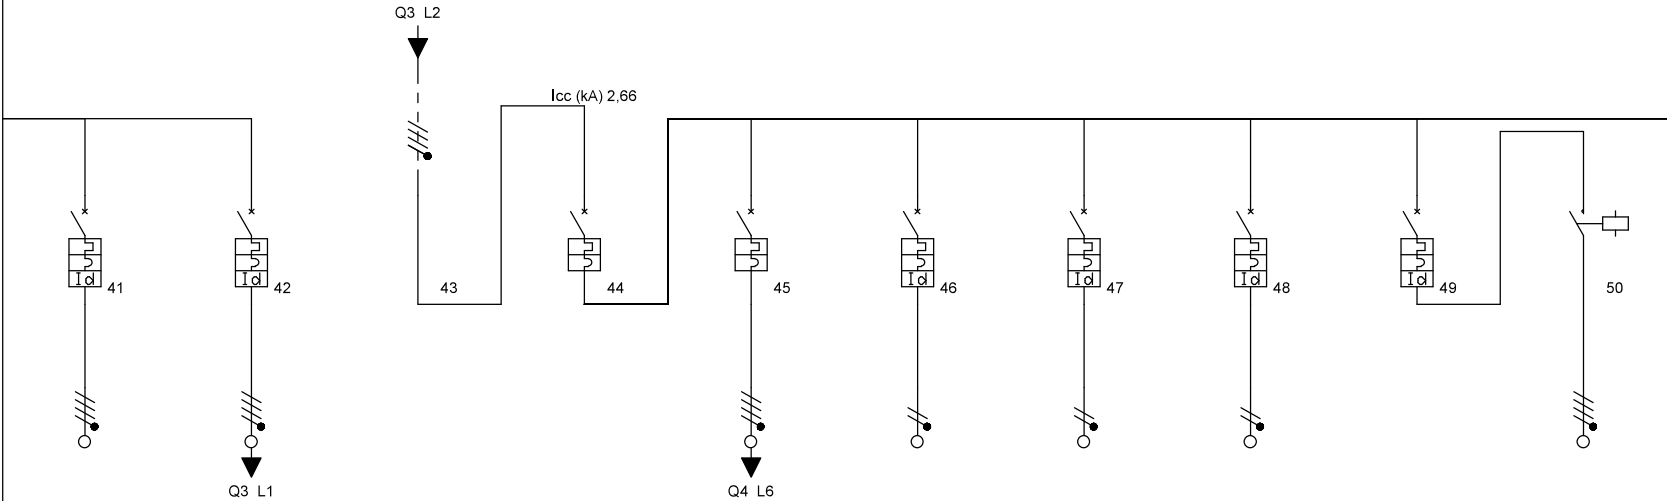 Q3 L2
Icc (kA) 2,66
Id 41
Id 42
43
44
45
Id 46
Id 47
Id 48
Id 49
50
Q3 L1
Q4 L6